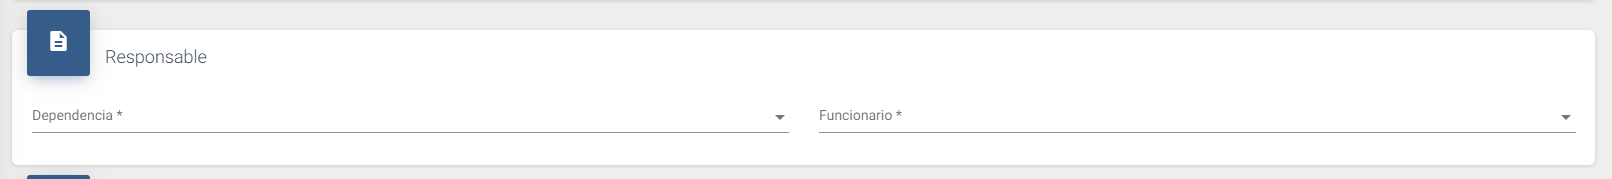 Responsable
Dependencia *
Funcionario *